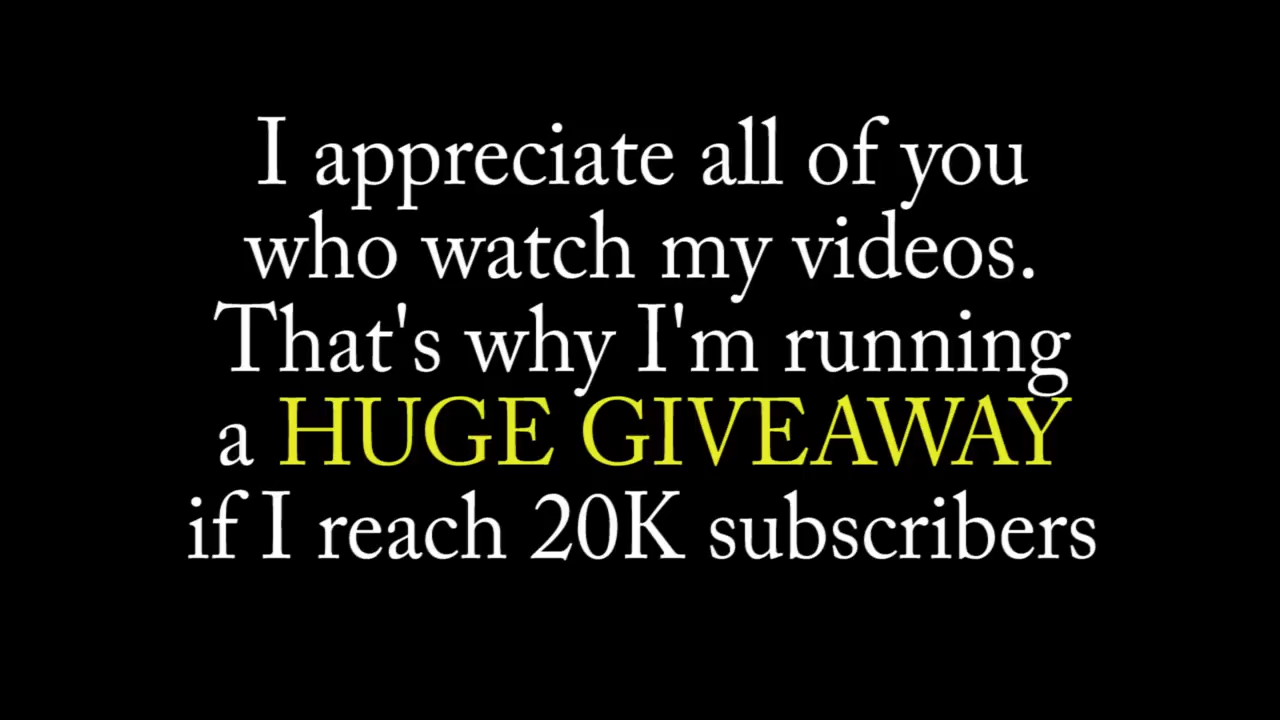 I appreciate all of you
who watch my videos.
That's why I'm running
a HUGE GIVEAWAY
if I reach 20K subscribers